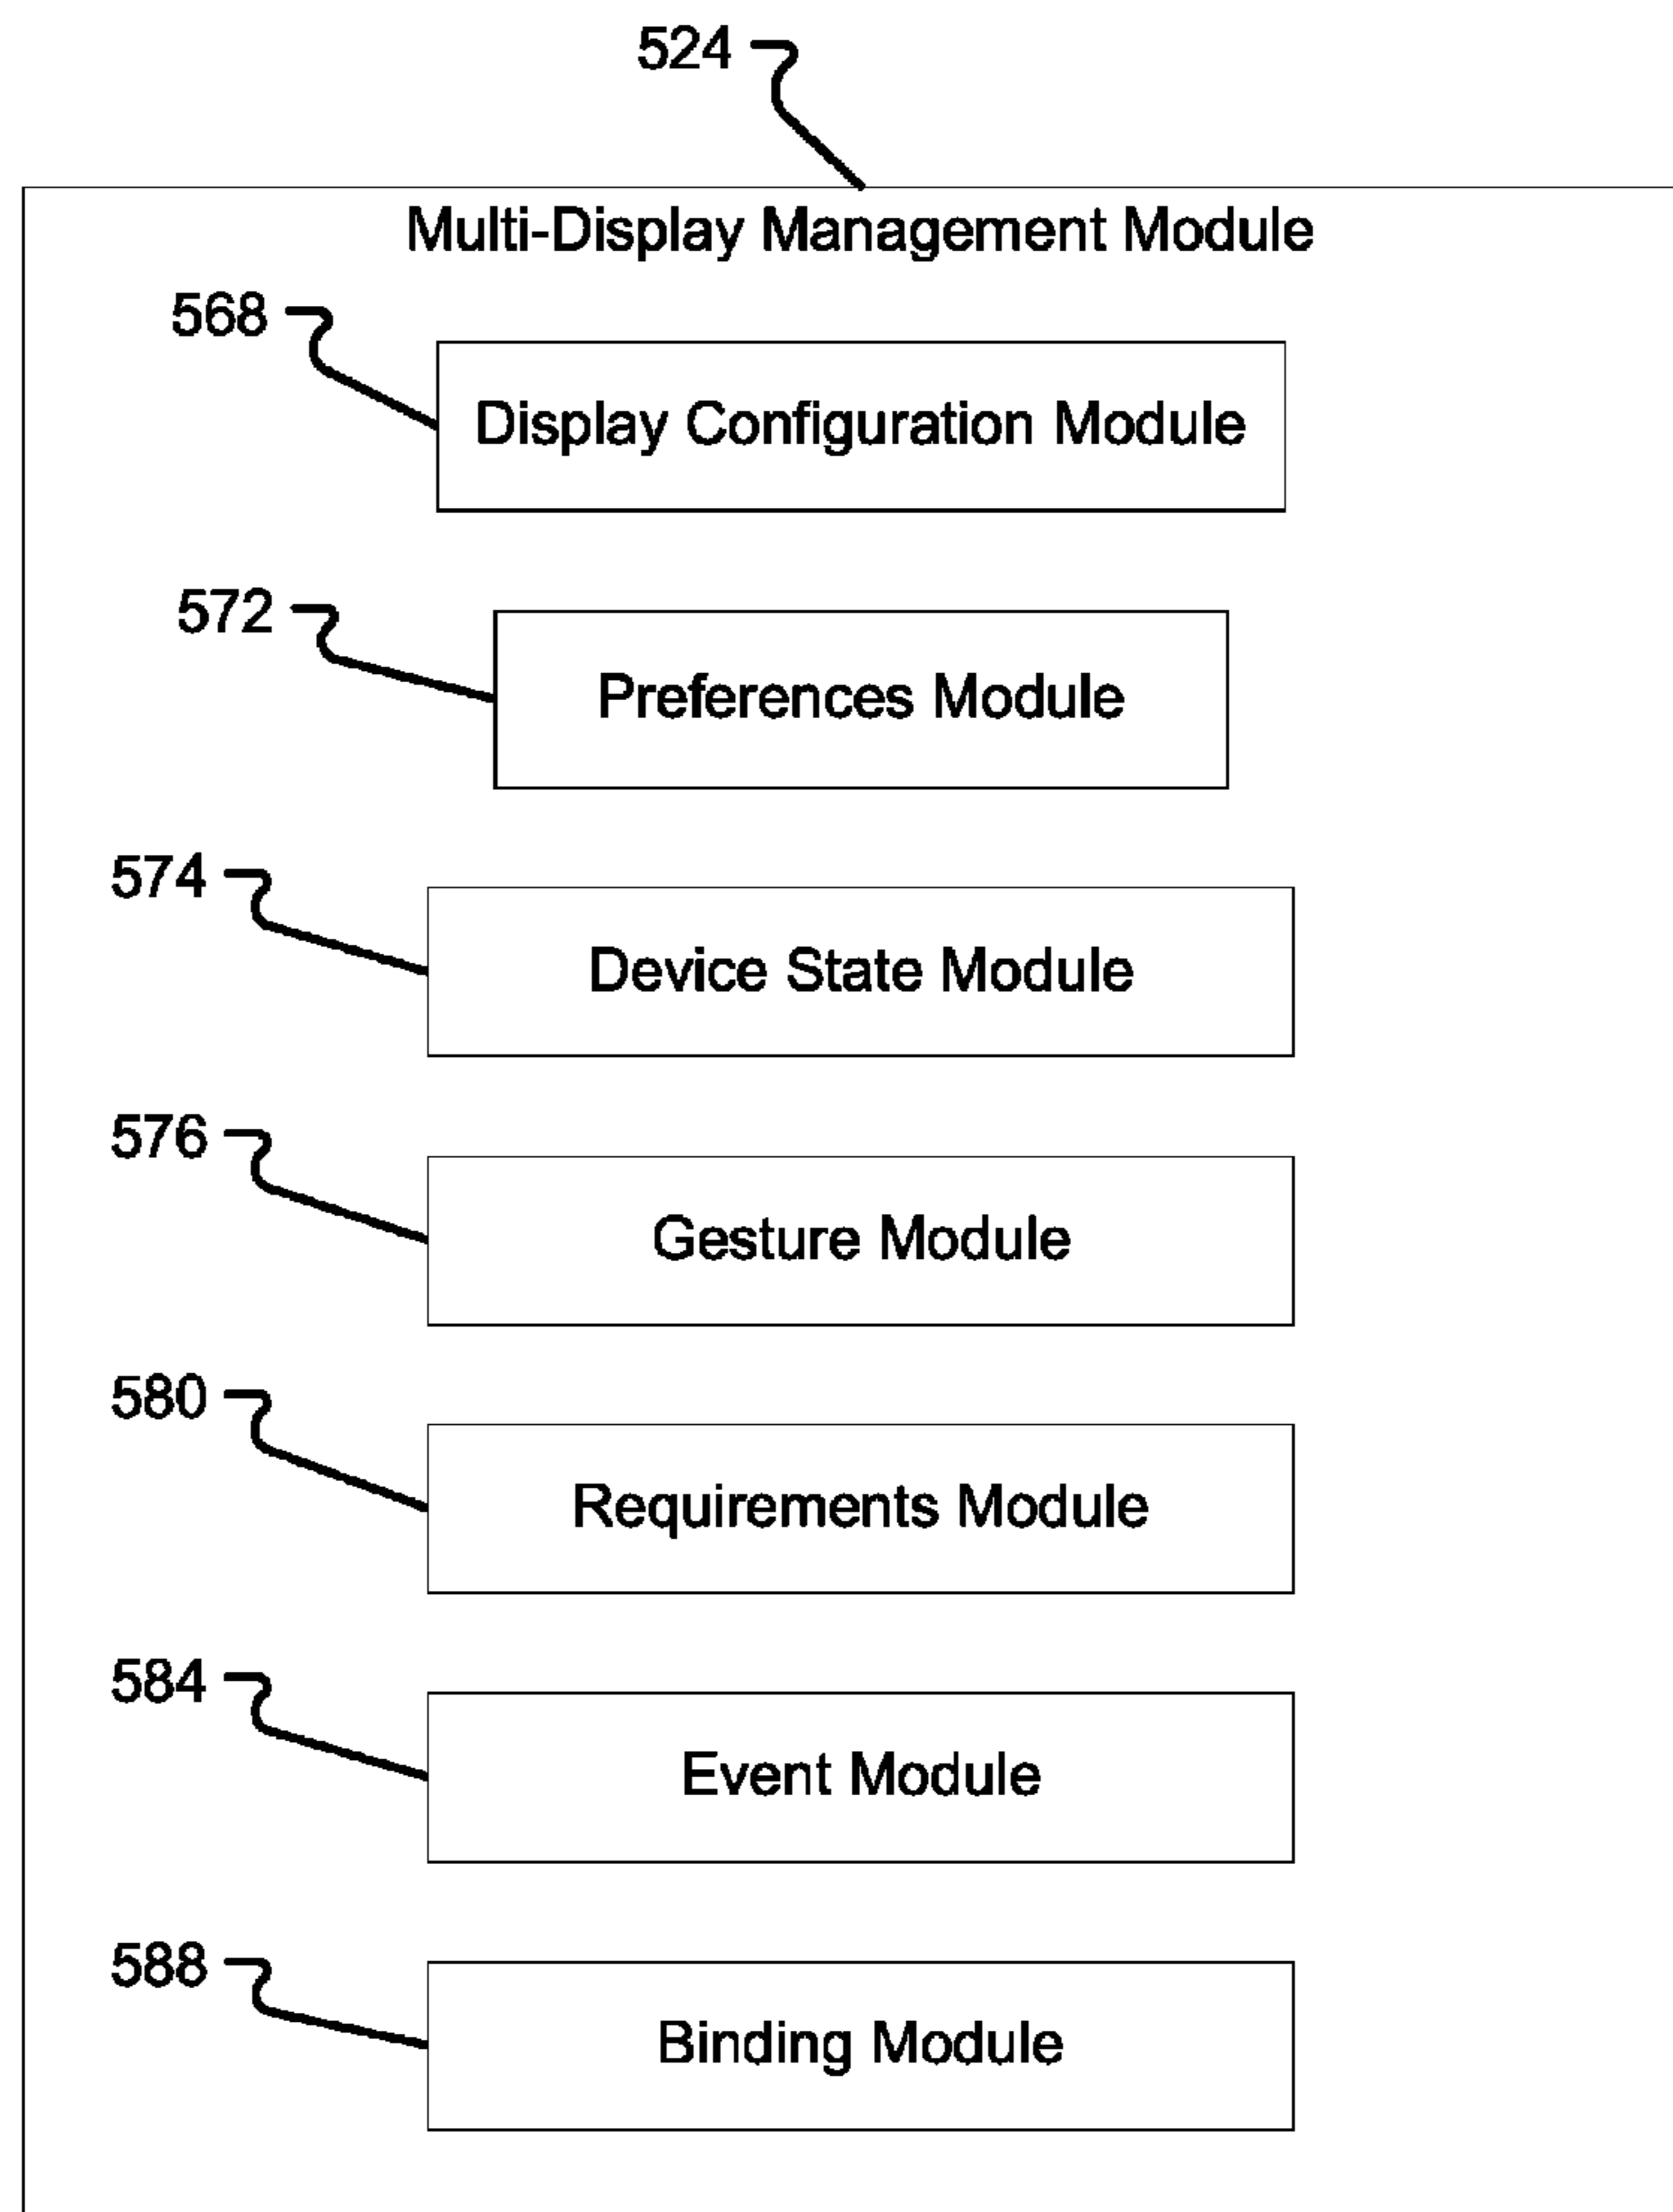 524
Multi-Display Management Module
568
Display Configuration Module
572
Preferences Module
574
Device State Module
576
Gesture Module
580
Requirements Module
584
Event Module
588
Binding Module